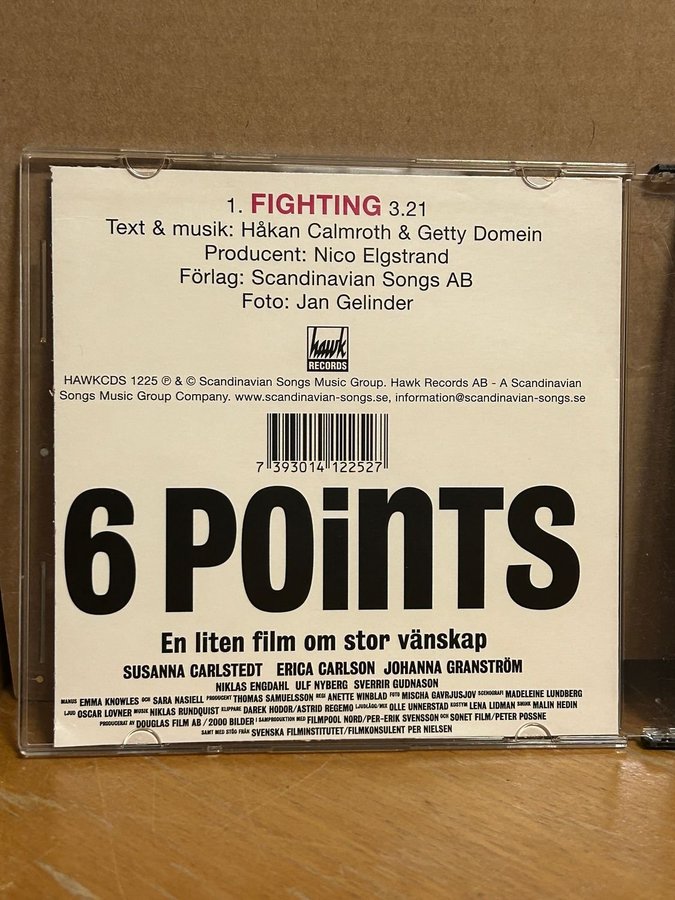 1. FIGHTING 3.21
Text & musik: Håkan Calmroth & Getty Domein
Producent: Nico Elgstrand
Förlag: Scandinavian Songs AB
Foto: Jan Gelinder
hawk
RECORDS
HAWKCDS 1225 ℗ & © Scandinavian Songs Music Group. Hawk Records AB - A Scandinavian
Songs Music Group Company. www.scandinavian-songs.se, information@scandinavian-songs.se
7 393014 122527
6 POiNTS
En liten film om stor vänskap
SUSANNA CARLSTEDT ERICA CARLSON JOHANNA GRANSTRÖM
NIKLAS ENGDAHL ULF NYBERG SVERRIR GUDNASON
MANUS EMMA KNOWLES OCH SARA NASIELL PRODUCENT THOMAS SAMUELSSON REGI ANETTE WINBLAD FOTO MISCHA GAVRJUSJOV SCENOGRAFI MADELEINE LUNDBERG
LJUD OSCAR LOVNER MUSIK NIKLAS RUNDQUIST KLIPPARE DAREK HODOR/ASTRID REGEMO LJUDLÄGG/MIX OLLE UNNERSTAD KOSTYM LENA LIDMAN SMINK MALIN HEDIN
PRODUCERAT AV DOUGLAS FILM AB/2000 BILDER I SAMPRODUKTION MED FILMPOOL NORD/PER-ERIK SVENSSON OCH SONET FILM/PETER POSSNE
SAMT MED STÖD FRÅN SVENSKA FILMINSTITUTET/FILMKONSULENT PER NIELSEN